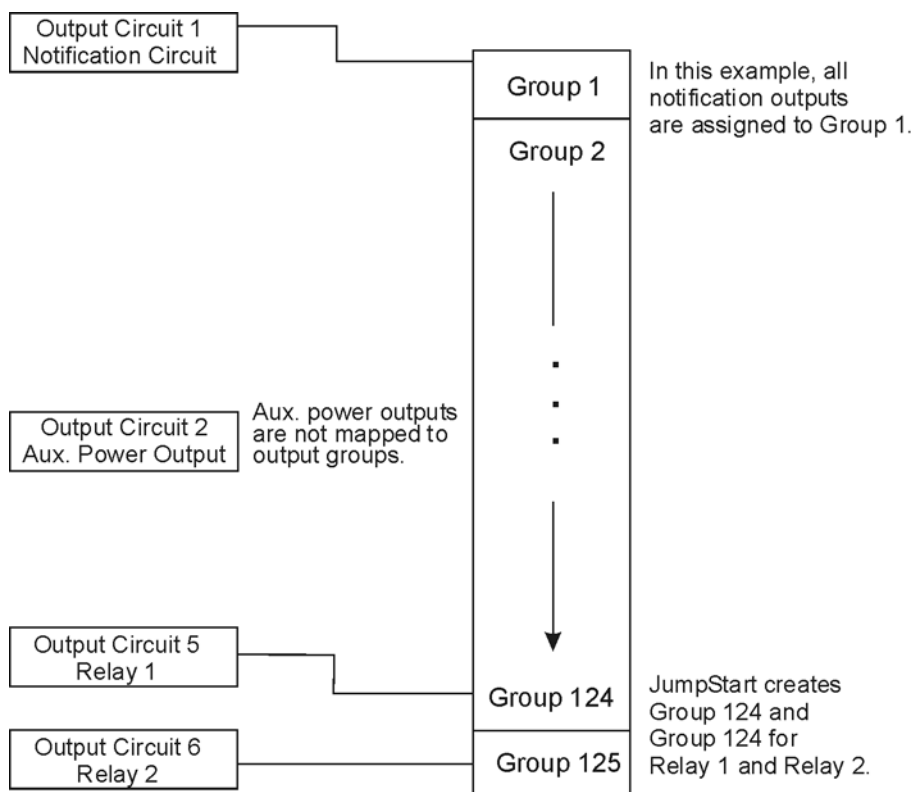 Output Circuit 1
Notification Circuit
Group 1
In this example, all
notification outputs
are assigned to Group 1.
Group 2
Output Circuit 2
Aux. Power Output
Aux. power outputs
are not mapped to
output groups.
Output Circuit 5
Relay 1
Group 124
JumpStart creates
Group 124 and
Group 124 for
Relay 1 and Relay 2.
Output Circuit 6
Relay 2
Group 125